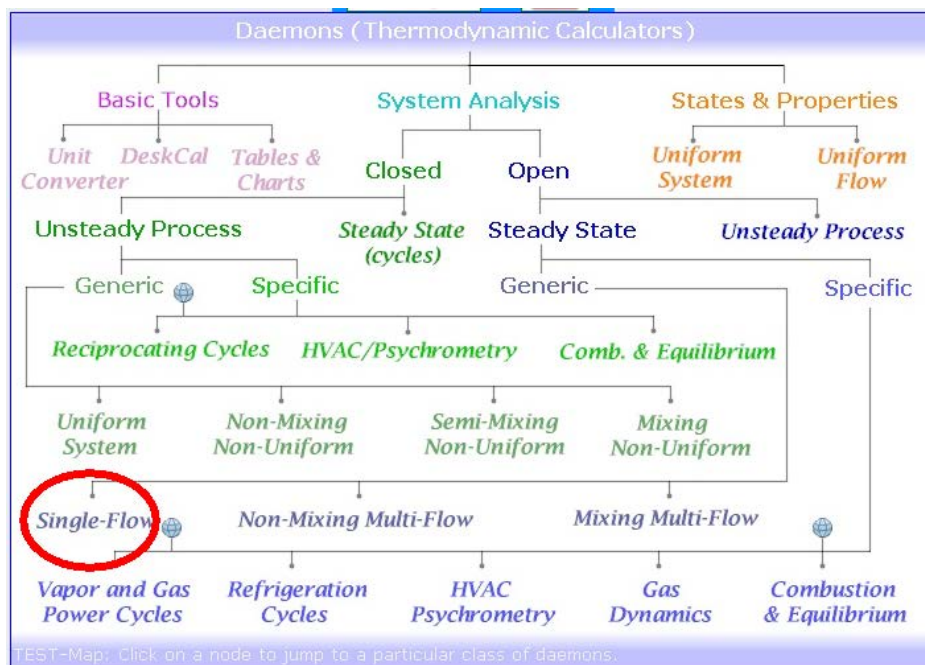 Daemons (Thermodynamic Calculators)
Basic Tools
System Analysis
States & Properties
Unit Converter
DeskCal
Tables & Charts
Closed
Open
Uniform System
Uniform Flow
Unsteady Process
Steady State (cycles)
Steady State
Unsteady Process
Generic
Specific
Generic
Specific
Reciprocating Cycles
HVAC/Psychrometry
Comb. & Equilibrium
Uniform System
Non-Mixing Non-Uniform
Semi-Mixing Non-Uniform
Mixing Non-Uniform
Single-Flow
Non-Mixing Multi-Flow
Mixing Multi-Flow
Vapor and Gas Power Cycles
Refrigeration Cycles
HVAC Psychrometry
Gas Dynamics
Combustion & Equilibrium
TEST-Map: Click on a node to jump to a particular class of daemons.